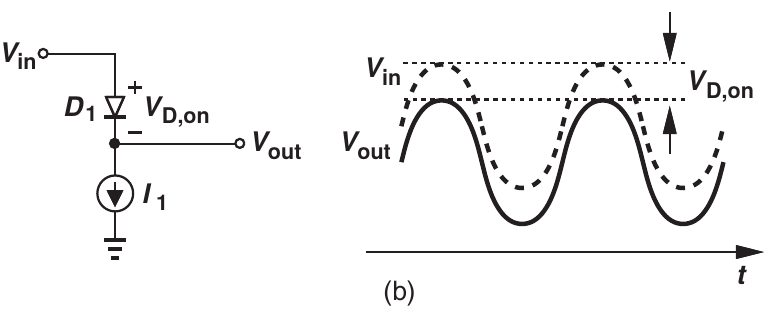 Vin
+
D1 VD,on
−
Vout
I1
Vin
VD,on
Vout
t
(b)